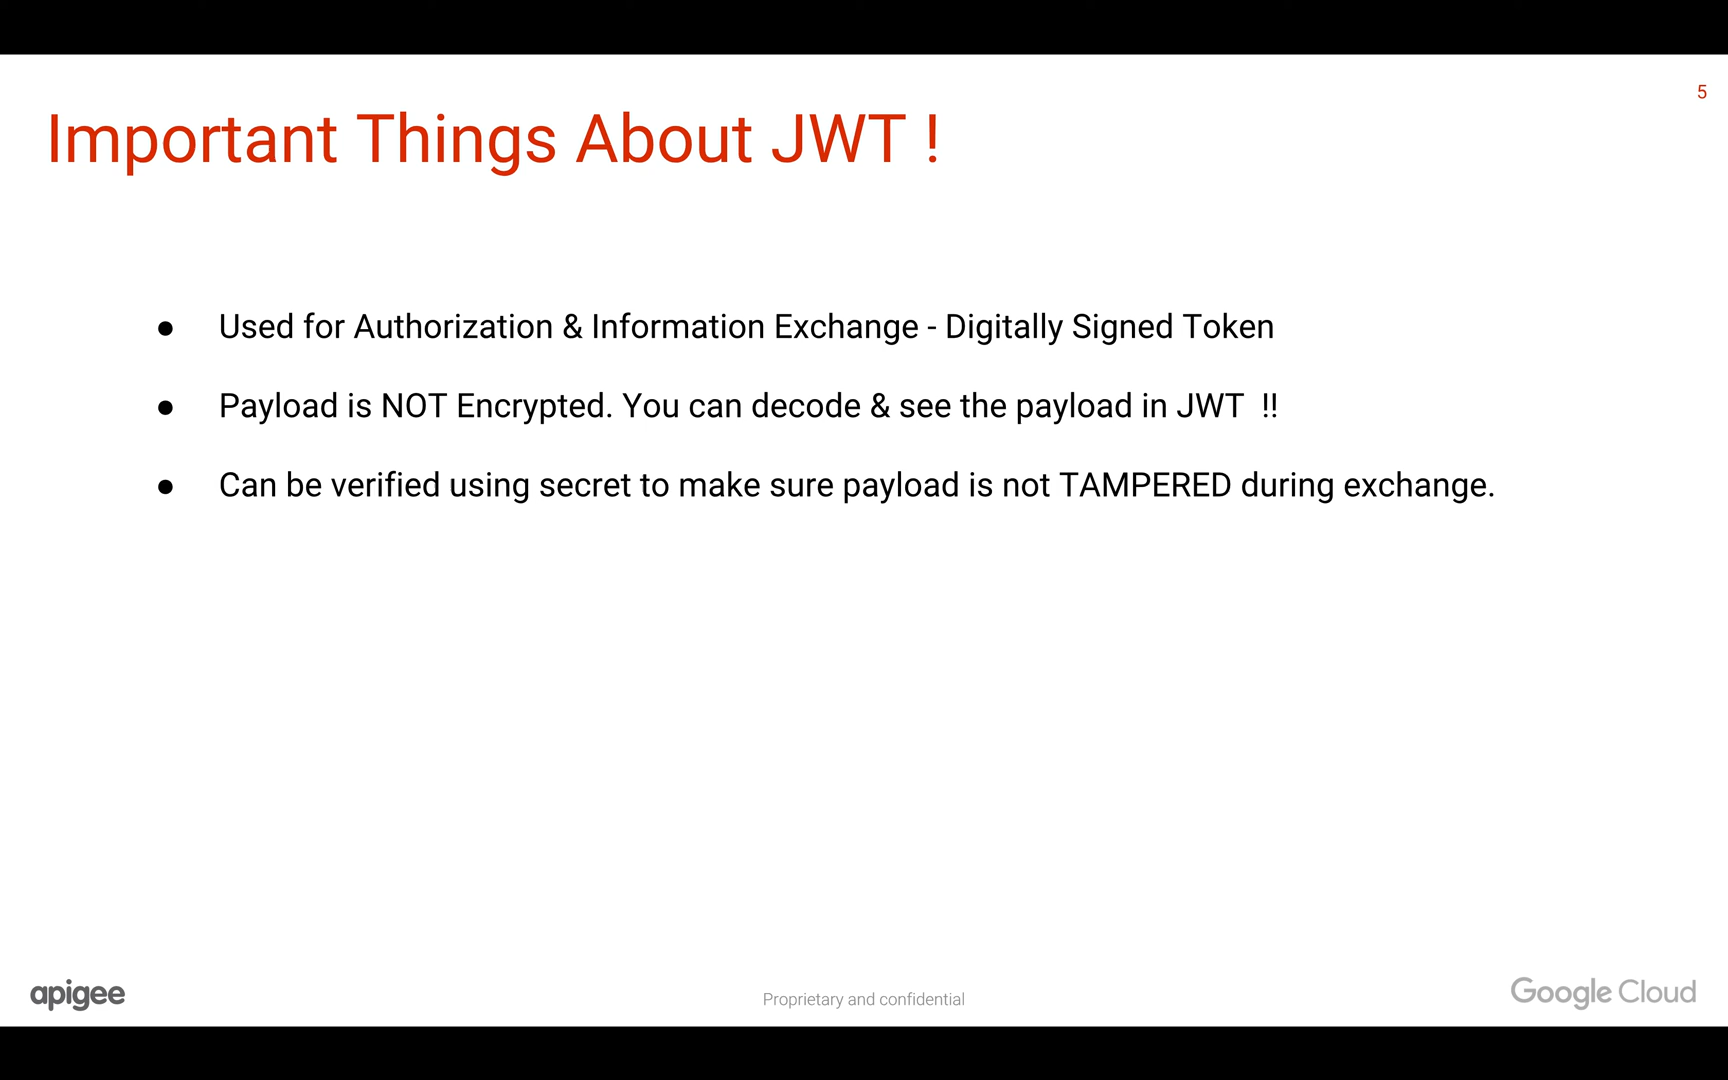 5
Important Things About JWT !
● Used for Authorization & Information Exchange - Digitally Signed Token
● Payload is NOT Encrypted. You can decode & see the payload in JWT  !!
● Can be verified using secret to make sure payload is not TAMPERED during exchange.
apigee
Proprietary and confidential
Google Cloud